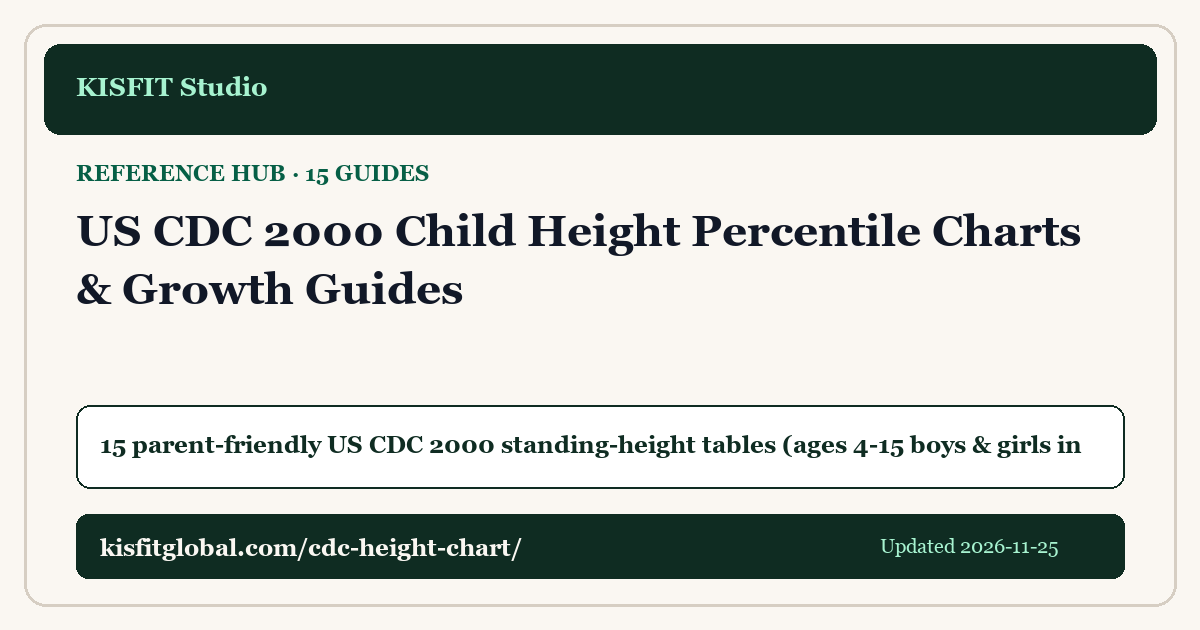 KISFIT Studio
REFERENCE HUB · 15 GUIDES
US CDC 2000 Child Height Percentile Charts
& Growth Guides
15 parent-friendly US CDC 2000 standing-height tables (ages 4-15 boys & girls in
kisfitglobal.com/cdc-height-chart/
Updated 2026-11-25